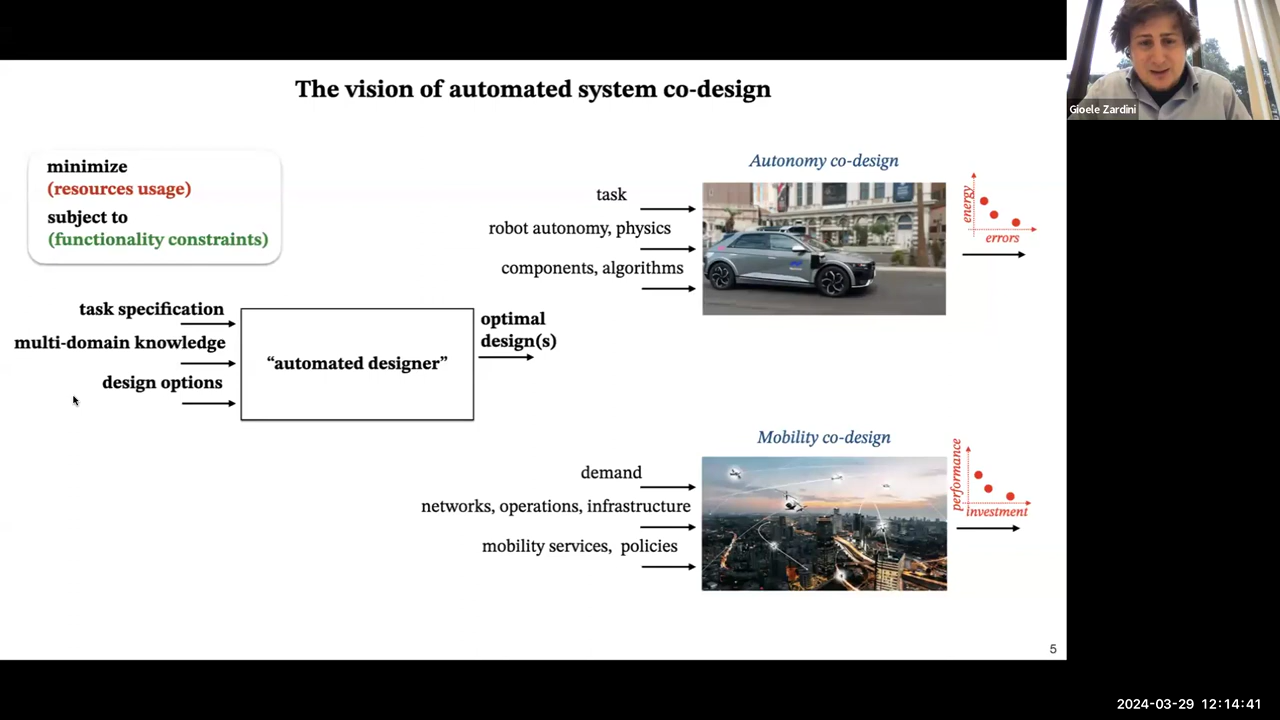 The vision of automated system co-design
minimize
(resources usage)
subject to
(functionality constraints)
task specification
multi-domain knowledge
design options
“automated designer”
optimal
design(s)
Autonomy co-design
task
robot autonomy, physics
components, algorithms
energy
errors
Mobility co-design
demand
networks, operations, infrastructure
mobility services, policies
performance
investment
5
Gioele Zardini
2024-03-29 12:14:41